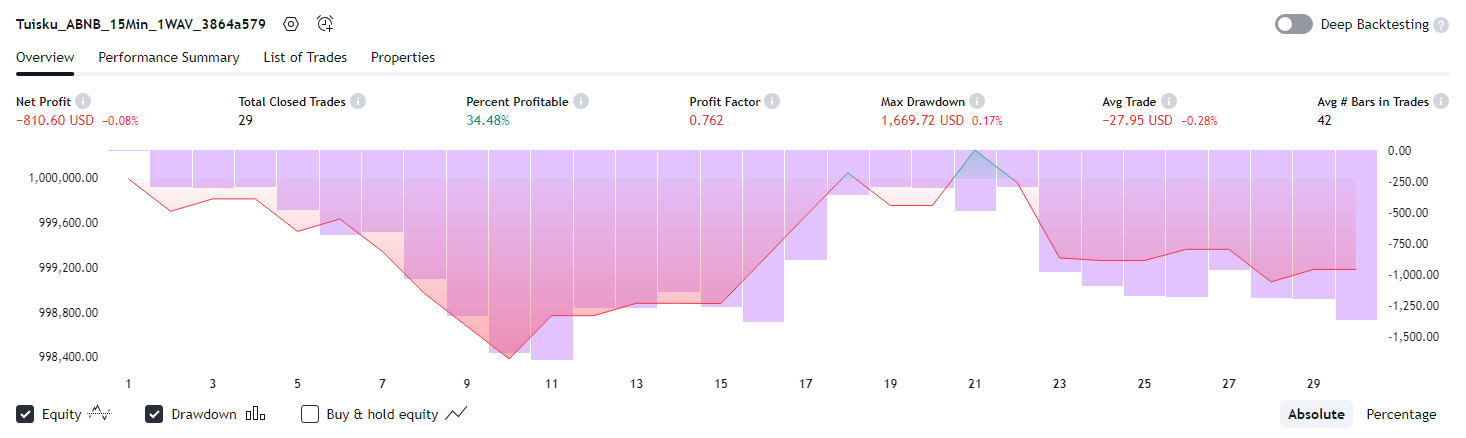 Tuisku_ABNB_15Min_1WAV_3864a579
Deep Backtesting ?
Overview Performance Summary List of Trades Properties
Net Profit i Total Closed Trades i Percent Profitable i Profit Factor i Max Drawdown i Avg Trade i Avg # Bars in Trades i
−810.60 USD −0.08% 29 34.48% 0.762 1,669.72 USD 0.17% −27.95 USD −0.28% 42
1,000,000.00
999,600.00
999,200.00
998,800.00
998,400.00
0.00
-250.00
-500.00
-750.00
-1,000.00
-1,250.00
-1,500.00
1 3 5 7 9 11 13 15 17 19 21 23 25 27 29
Equity Drawdown Buy & hold equity Absolute Percentage